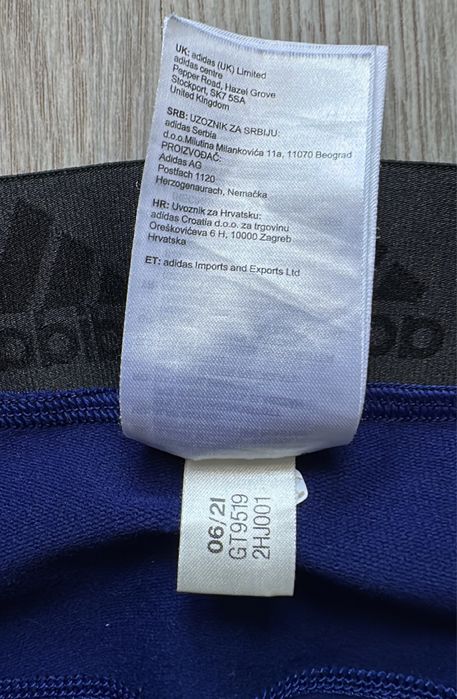 UK: adidas (UK) Limited
adidas centre
Pepper Road, Hazel Grove
Stockport, SK7 5SA
United Kingdom
SRB: UZOZNIK ZA SRBIJU:
adidas Serbia
d.o.o.Milutina Milankovića 11a, 11070 Beograd
PROIZVOĐAČ:
Adidas AG
Postfach 1120
Herzogenaurach, Nemačka
HR: Uvoznik za Hrvatsku:
adidas Croatia d.o.o. za trgovinu
Oreškovićeva 6 H, 10000 Zagreb
Hrvatska
ET: adidas Imports and Exports Ltd
06/21
GT9519
2HJ001